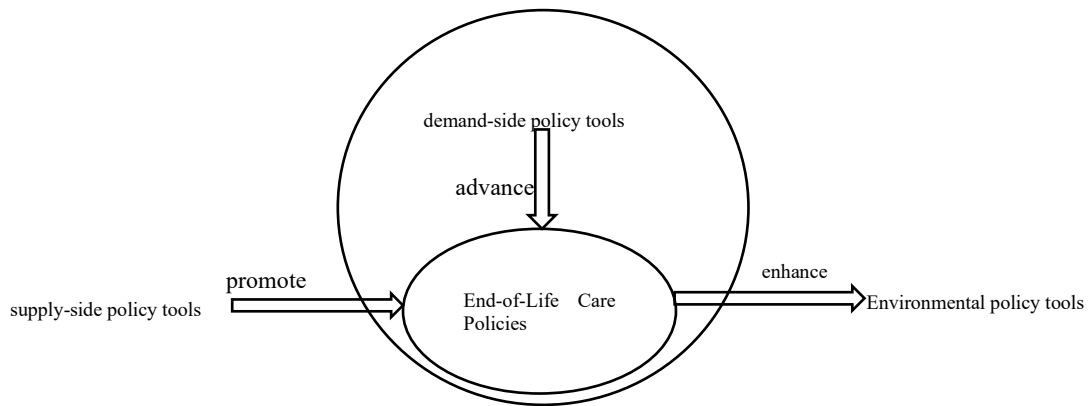 demand-side policy tools
advance
promote
enhance
supply-side policy tools
End-of-Life Care
Policies
Environmental policy tools